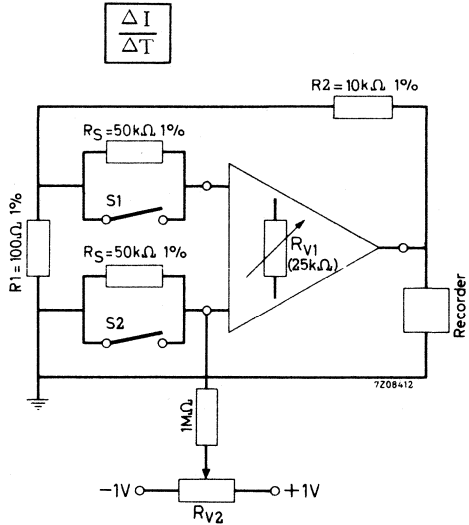 ΔI
ΔT
R2 = 10kΩ 1%
RS = 50kΩ 1%
S1
R1 = 100Ω 1%
RV1
(25kΩ)
RS = 50kΩ 1%
S2
Recorder
7Z08412
1MΩ
-1V
+1V
RV2